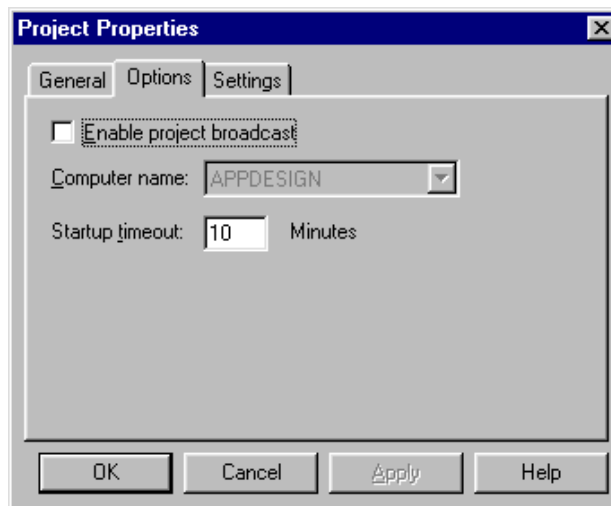 Project Properties
General Options Settings
Enable project broadcast
Computer name: APPDESIGN
Startup timeout: 10 Minutes
OK Cancel Apply Help